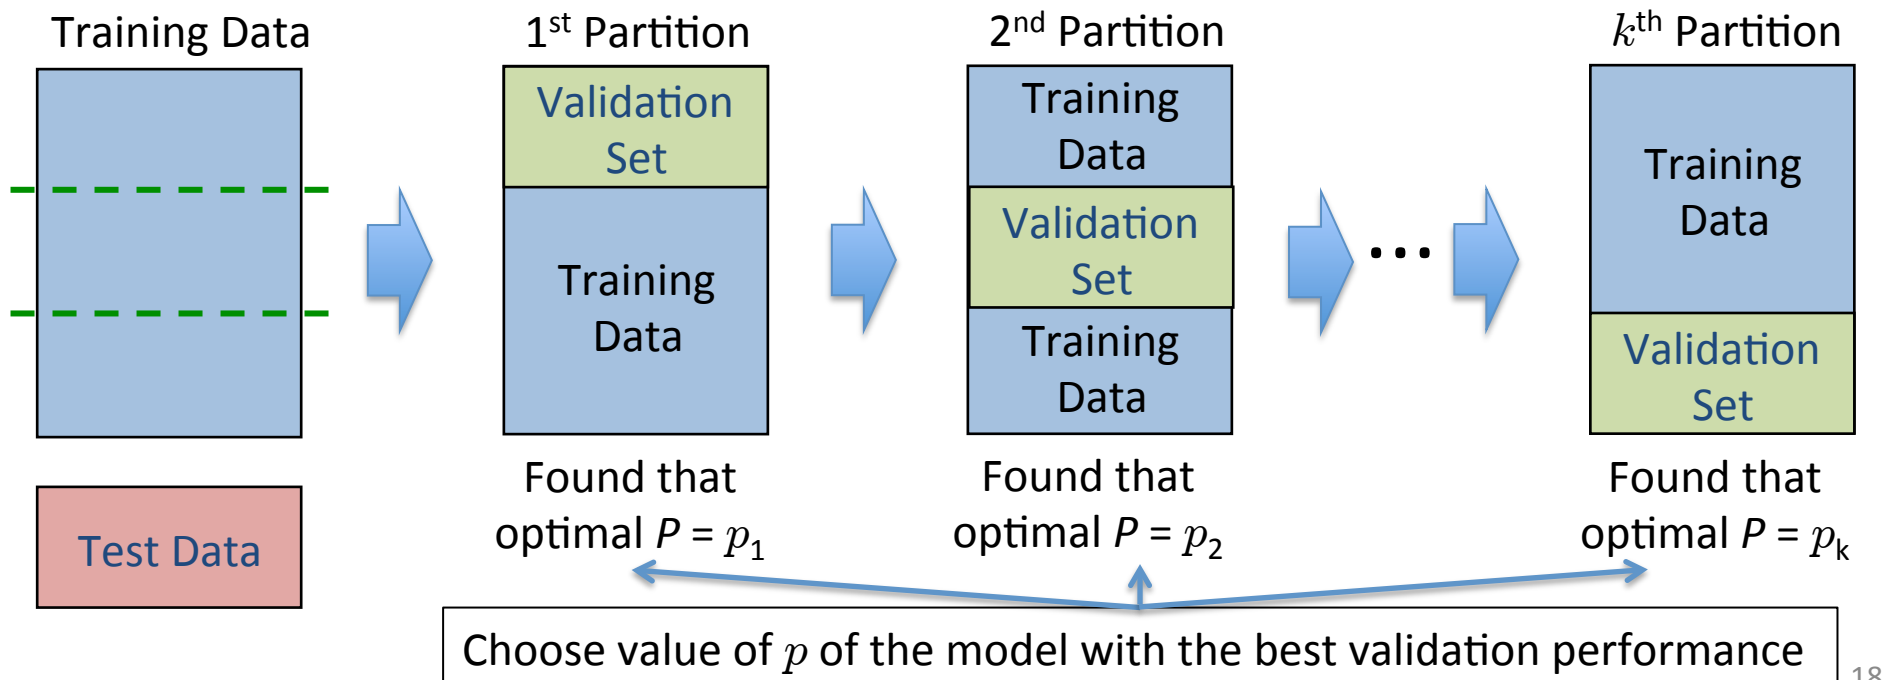 Training Data
1st Partition
2nd Partition
kth Partition
Validation
Set
Training
Data
Training
Data
Validation
Set
Training
Data
...
Training
Data
Validation
Set
Test Data
Found that
optimal P = p1
Found that
optimal P = p2
Found that
optimal P = pk
Choose value of p of the model with the best validation performance
18